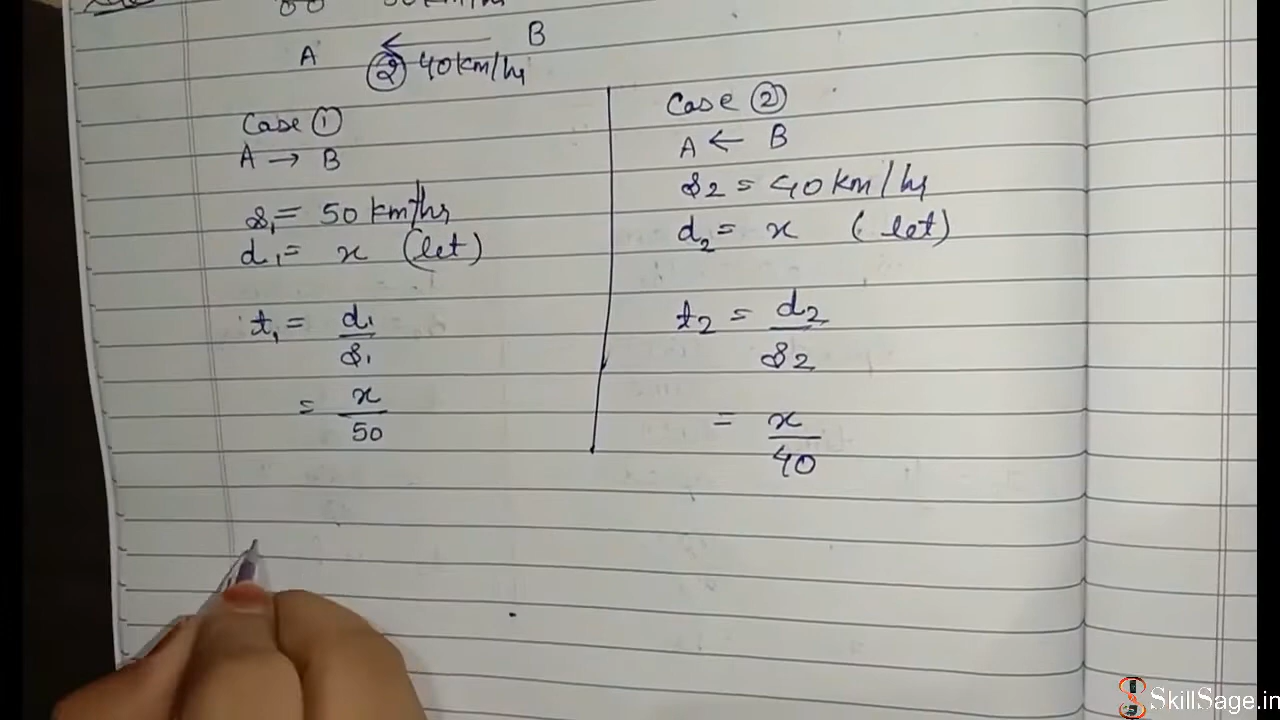 A B
② 40km/hr
Case ①
A → B
s₁ = 50 km/hr
d₁ = x (let)
t₁ = d₁
s₁
= x
50
Case ②
A ← B
s₂ = 40 km/hr
d₂ = x (let)
t₂ = d₂
s₂
= x
40
SkillSage.in